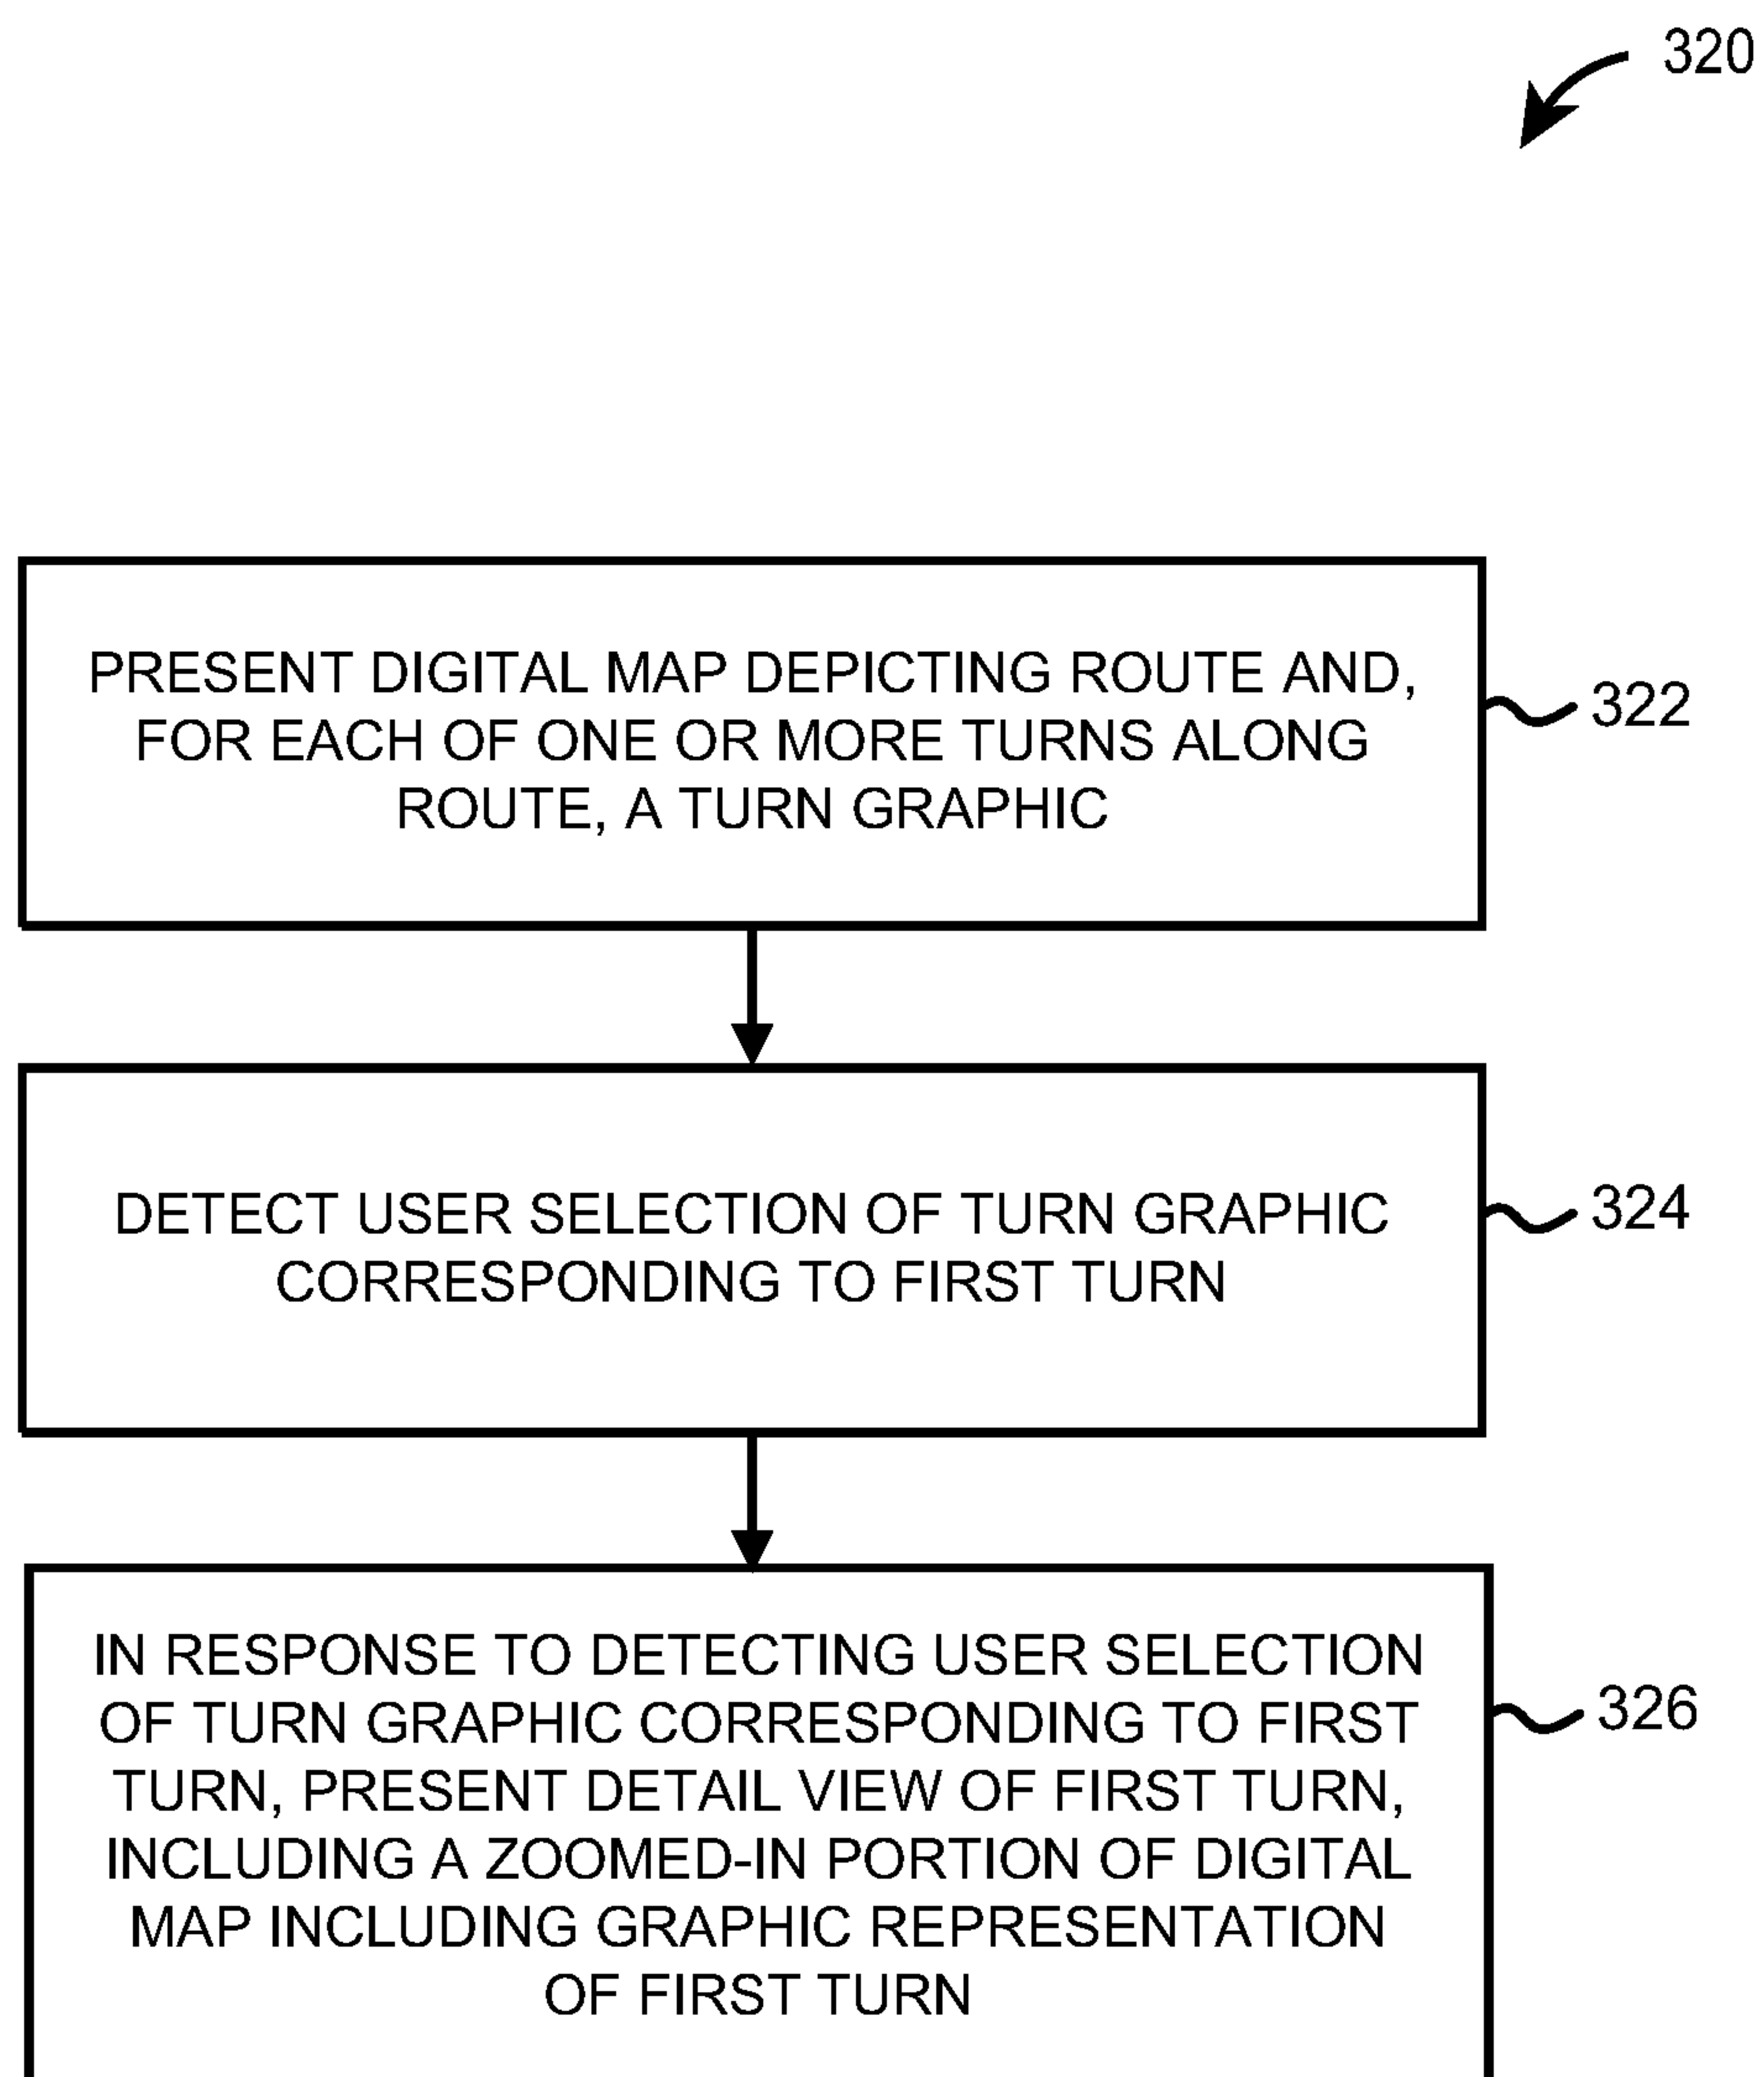 320
PRESENT DIGITAL MAP DEPICTING ROUTE AND,
FOR EACH OF ONE OR MORE TURNS ALONG
ROUTE, A TURN GRAPHIC
322
DETECT USER SELECTION OF TURN GRAPHIC
CORRESPONDING TO FIRST TURN
324
IN RESPONSE TO DETECTING USER SELECTION
OF TURN GRAPHIC CORRESPONDING TO FIRST
TURN, PRESENT DETAIL VIEW OF FIRST TURN,
INCLUDING A ZOOMED-IN PORTION OF DIGITAL
MAP INCLUDING GRAPHIC REPRESENTATION
OF FIRST TURN
326